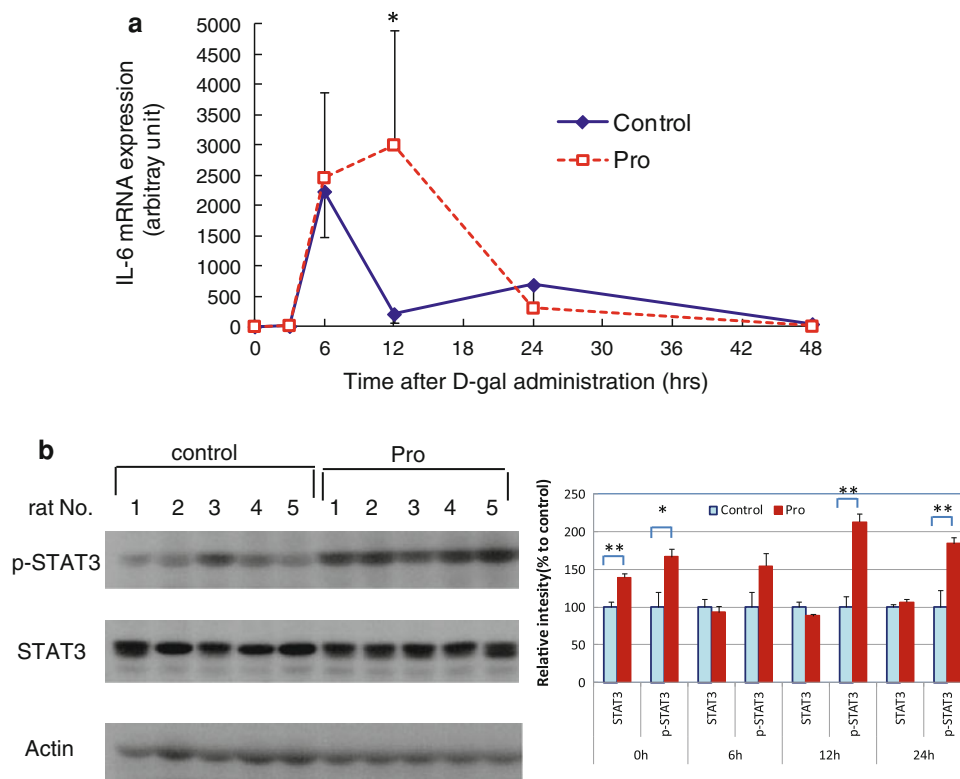 a
*
5000
4500
4000
3500
3000
2500
2000
1500
1000
500
0
IL-6 mRNA expression
(arbitray unit)
Control
Pro
0 6 12 24 30 36 42 48
Time after D-gal administration (hrs)
b
control Pro
rat No. 1 2 3 4 5 1 2 3 4 5
p-STAT3
STAT3
Actin
Relative intesity(% to control)
250
200
150
100
50
0
Control Pro
** * ** **
STAT3 p-STAT3 STAT3 p-STAT3 STAT3 p-STAT3 STAT3 p-STAT3
0h 6h 12h 24h